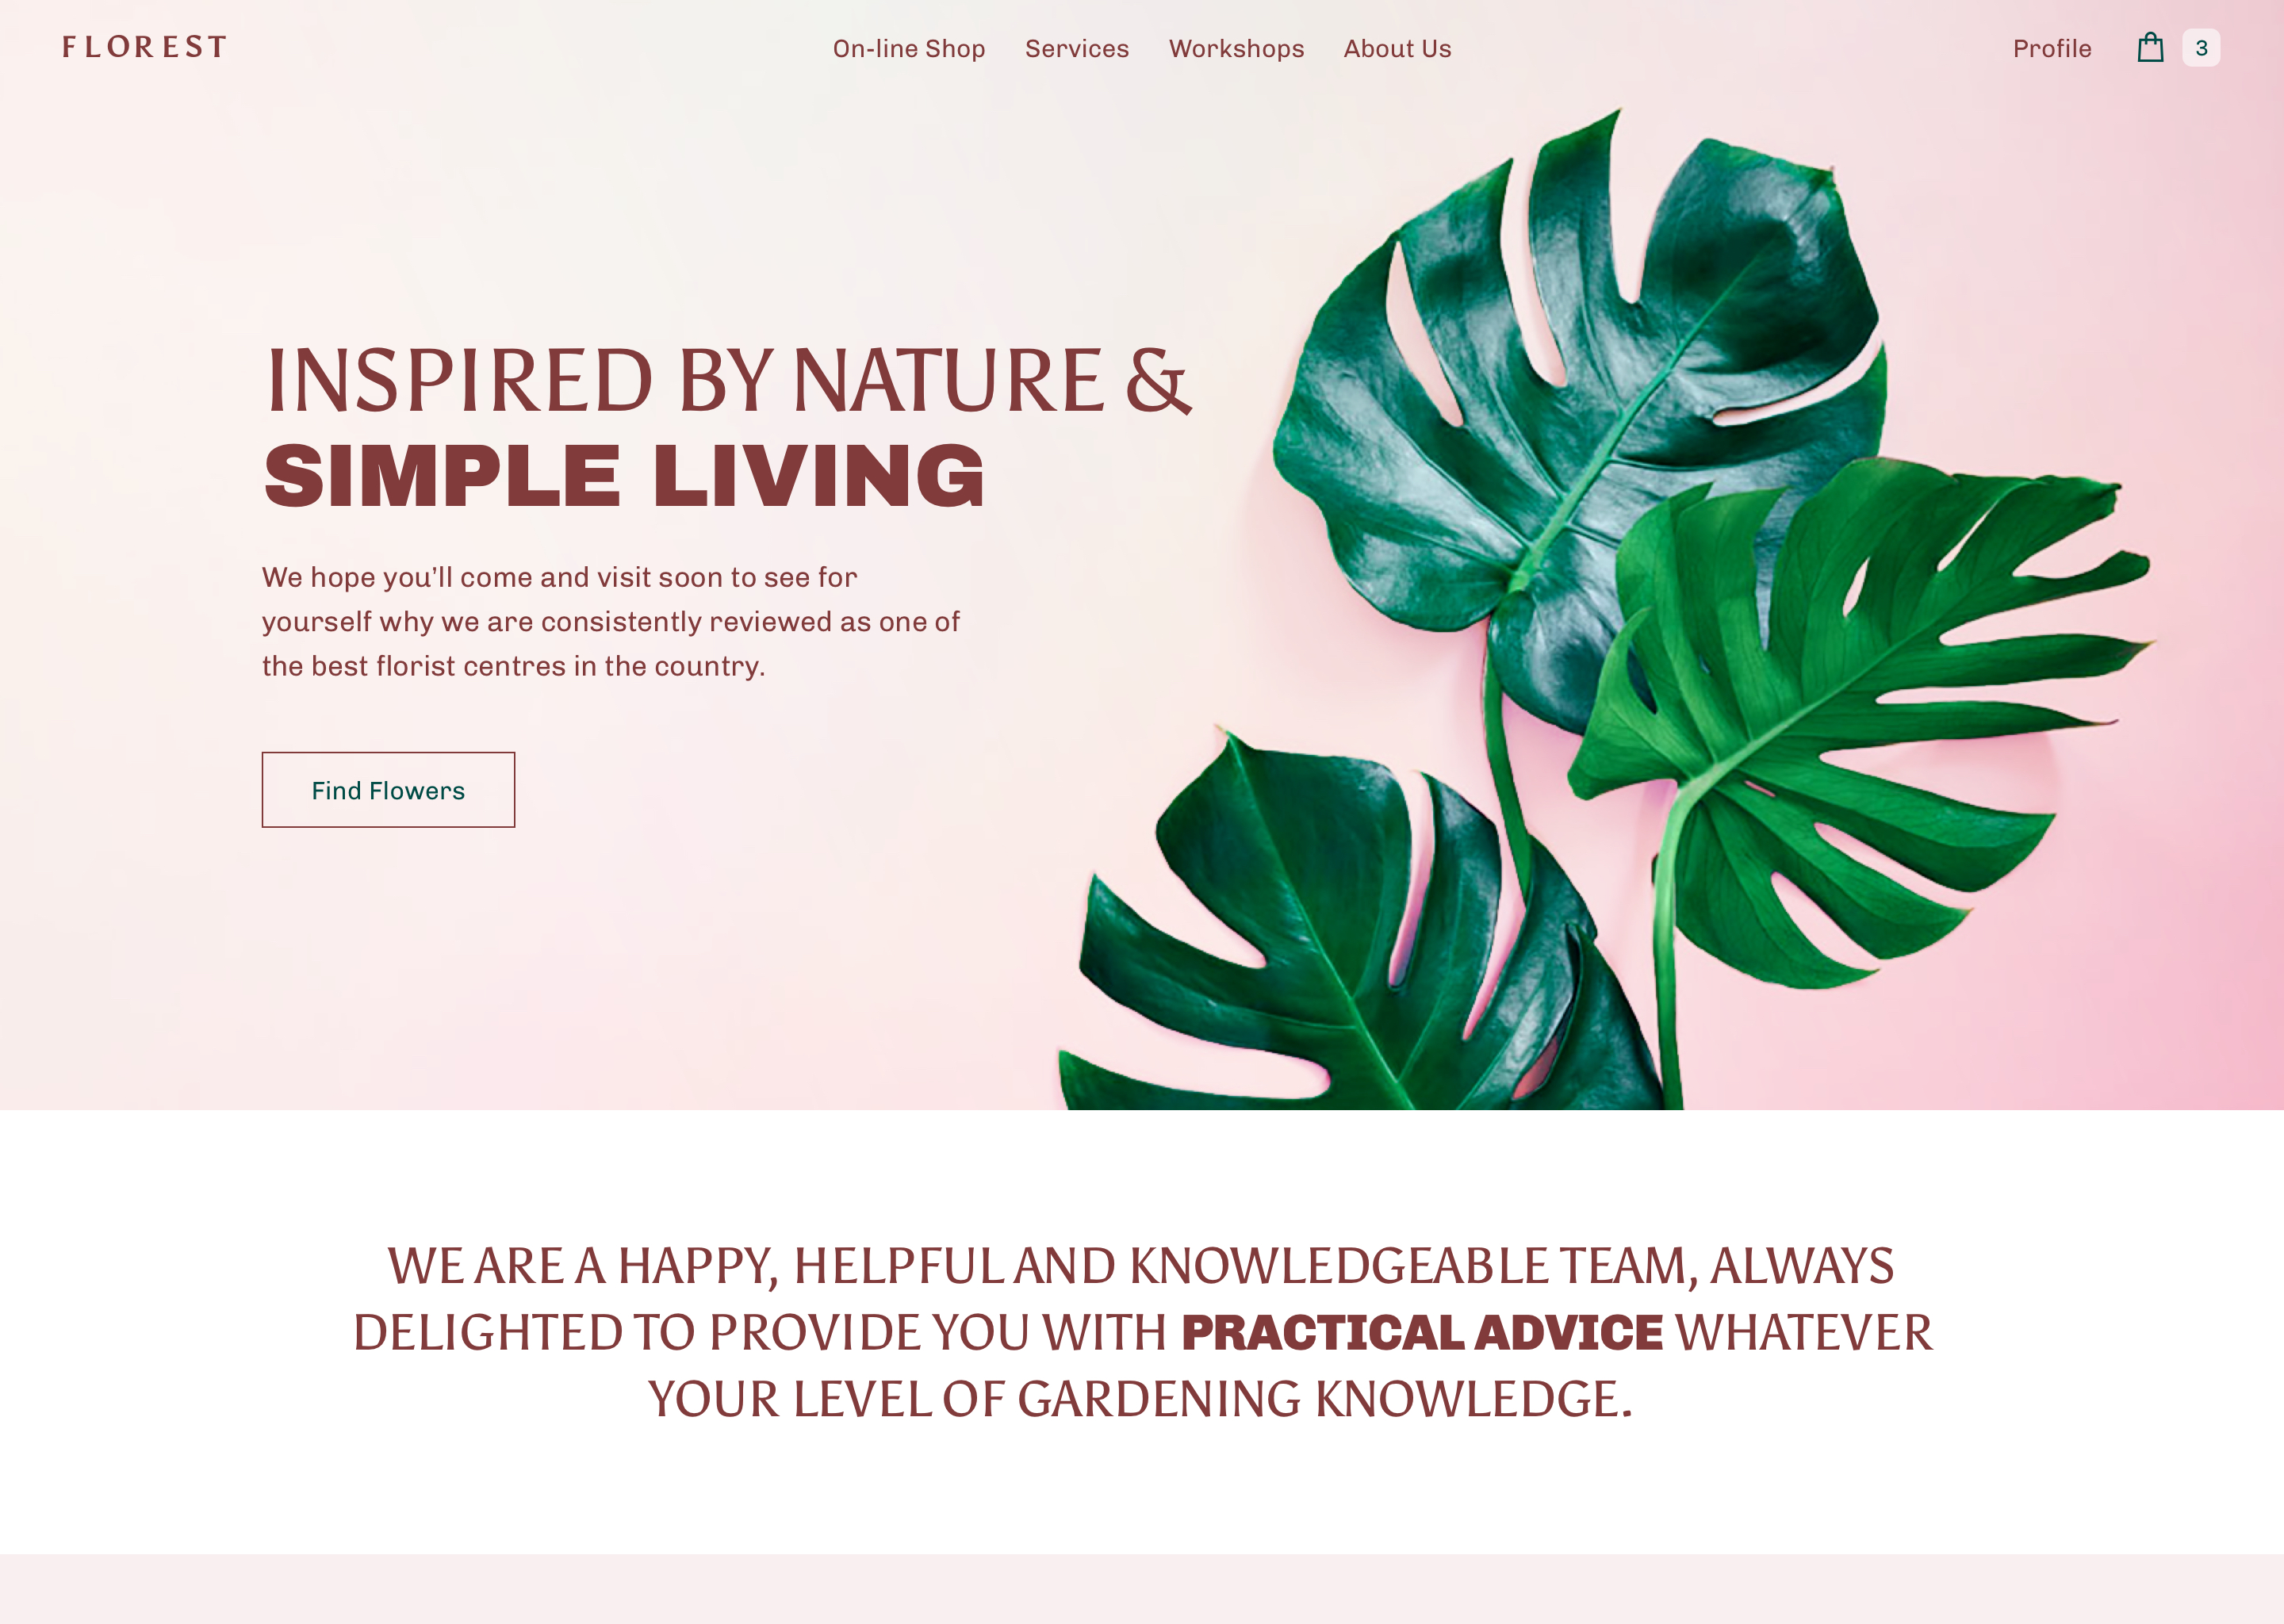 FLOREST
On-line Shop Services Workshops About Us
Profile 3
INSPIRED BY NATURE &
SIMPLE LIVING
We hope you’ll come and visit soon to see for
yourself why we are consistently reviewed as one of
the best florist centres in the country.
Find Flowers
WE ARE A HAPPY, HELPFUL AND KNOWLEDGEABLE TEAM, ALWAYS
DELIGHTED TO PROVIDE YOU WITH PRACTICAL ADVICE WHATEVER
YOUR LEVEL OF GARDENING KNOWLEDGE.